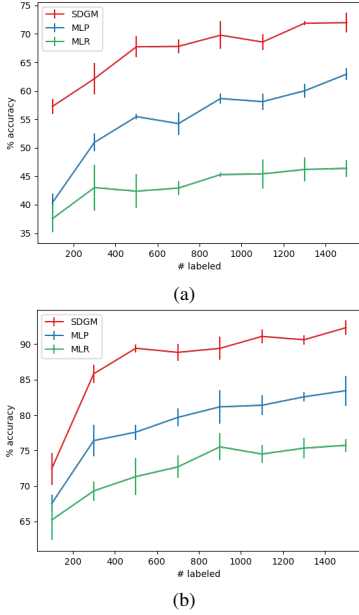 75
70
65
60
55
50
45
40
35
% accuracy
SDGM
MLP
MLR
200 400 600 800 1000 1200 1400
# labeled
(a)
90
85
80
75
70
65
% accuracy
SDGM
MLP
MLR
0 200 400 600 800 1000 1200 1400
# labeled
(b)